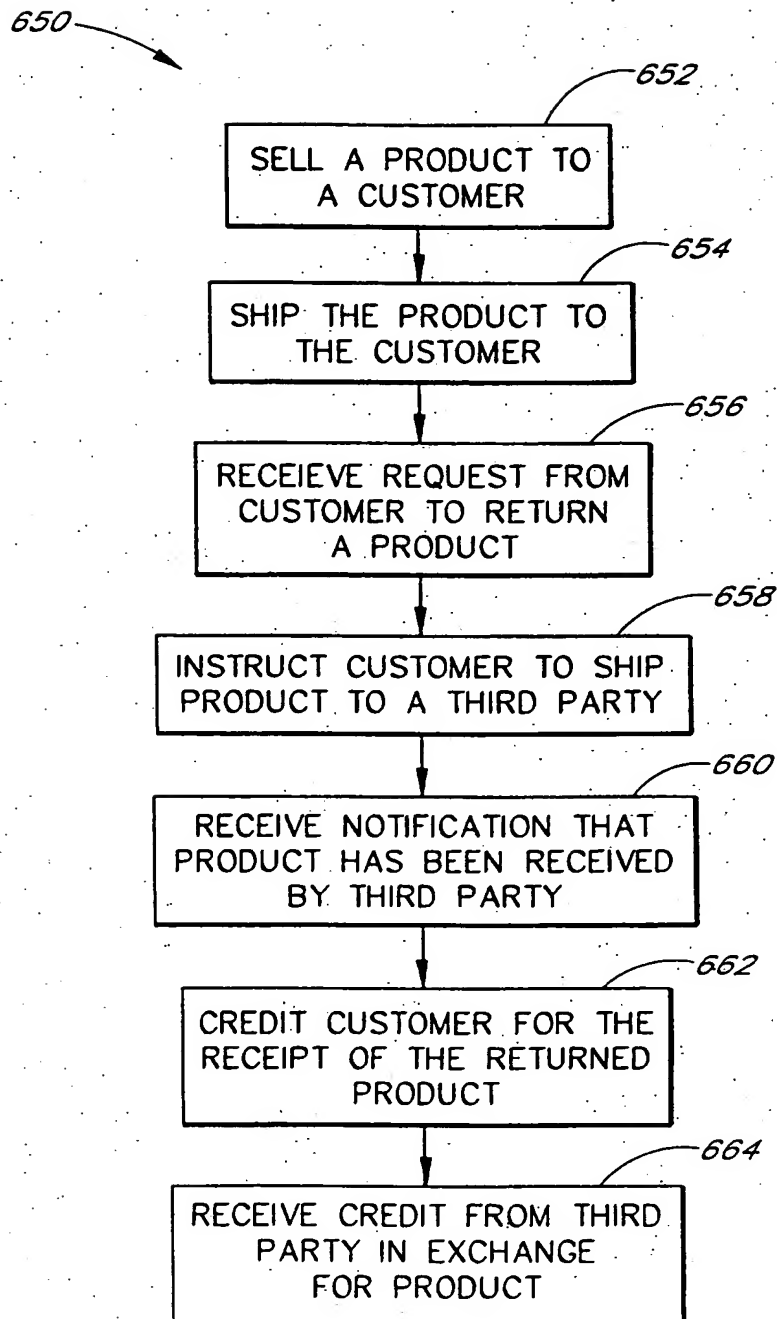 650
652
SELL A PRODUCT TO
A CUSTOMER
654
SHIP THE PRODUCT TO
THE CUSTOMER
656
RECEIEVE REQUEST FROM
CUSTOMER TO RETURN
A PRODUCT
658
INSTRUCT CUSTOMER TO SHIP
PRODUCT TO A THIRD PARTY
660
RECEIVE NOTIFICATION THAT
PRODUCT HAS BEEN RECEIVED
BY THIRD PARTY
662
CREDIT CUSTOMER FOR THE
RECEIPT OF THE RETURNED
PRODUCT
664
RECEIVE CREDIT FROM THIRD
PARTY IN EXCHANGE
FOR PRODUCT